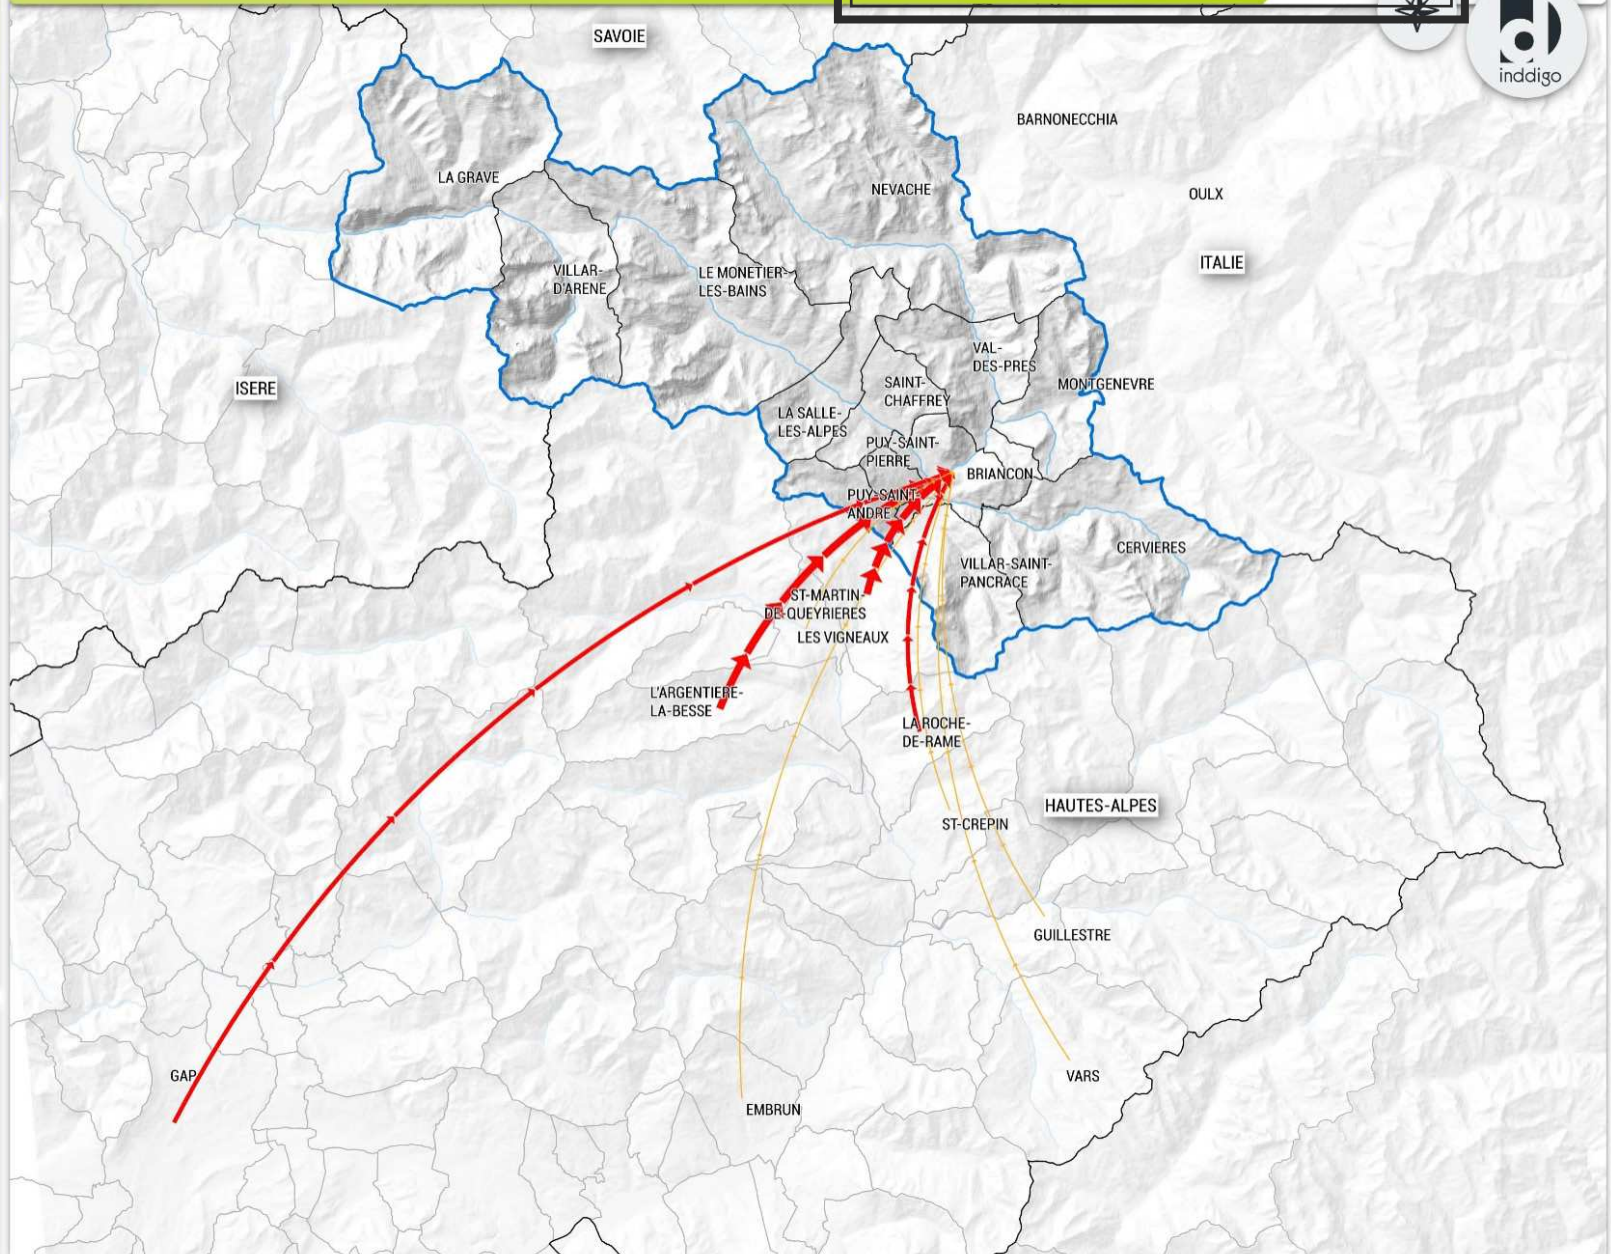 SAVOIE
inddigo
BARNONECCHIA
LA GRAVE
NEVACHE
OULX
ITALIE
VILLAR-
D'ARENE
LE MONETIER-
LES-BAINS
VAL-
DES-PRES
ISERE
SAINT-
CHAFFREY
MONTGENEVRE
LA SALLE-
LES-ALPES
PUY-SAINT-
PIERRE
BRIANCON
PUY-SAINT-
ANDRE
CERVIERES
VILLAR-SAINT-
PANCRACE
ST-MARTIN-
DE-QUEYRIERES
LES VIGNEAUX
L'ARGENTIERE-
LA-BESSE
LA ROCHE-
DE-RAME
HAUTES-ALPES
ST-CREPIN
GUILLESTRE
GAP
VARS
EMBRUN